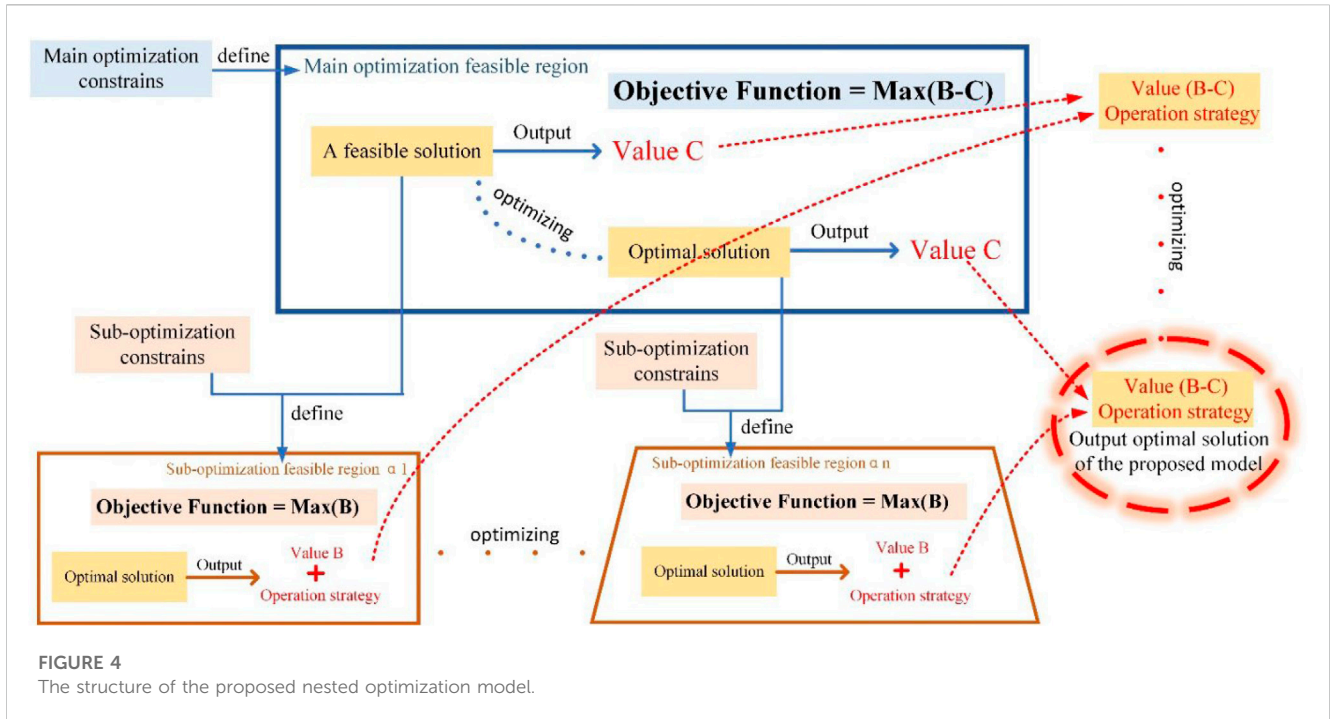 Main optimization
constrains
define
Main optimization feasible region
Objective Function = Max(B-C)
A feasible solution
Output
Value C
optimizing
Optimal solution
Output
Value C
Value (B-C)
Operation strategy
optimizing
Sub-optimization
constrains
define
Sub-optimization
constrains
define
Value (B-C)
Operation strategy
Output optimal solution
of the proposed model
Sub-optimization feasible region α1
Objective Function = Max(B)
Optimal solution
Output
Value B
+
Operation strategy
optimizing
Sub-optimization feasible region αn
Objective Function = Max(B)
Optimal solution
Output
Value B
+
Operation strategy
FIGURE 4
The structure of the proposed nested optimization model.